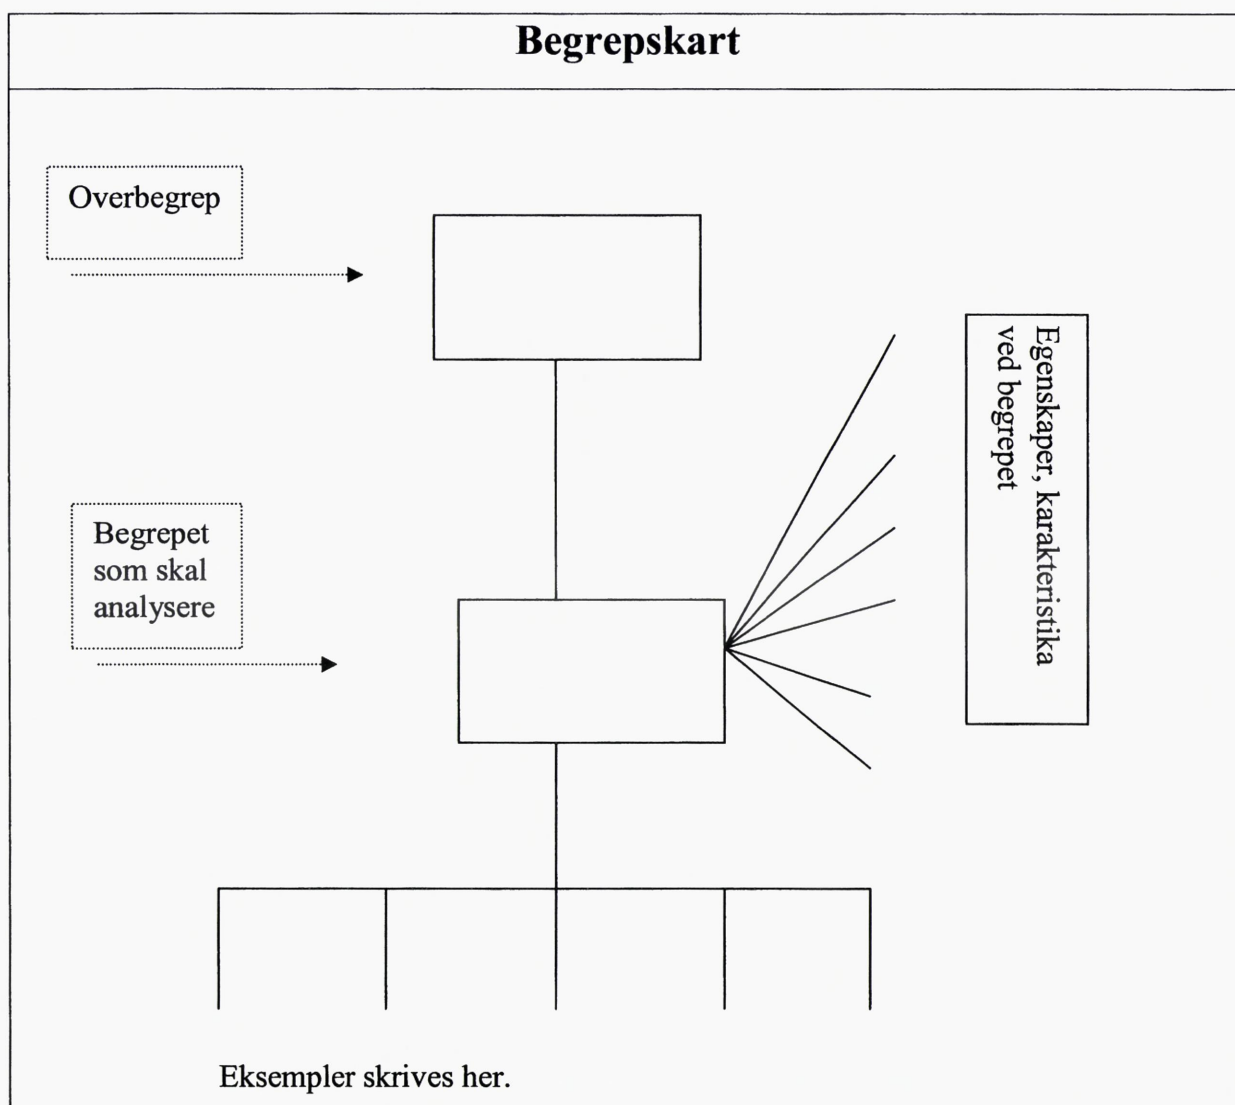 Begrepskart
Overbegrep
Egenskaper, karakteristika
ved begrepet
Begrepet
som skal
analysere
Eksempler skrives her.